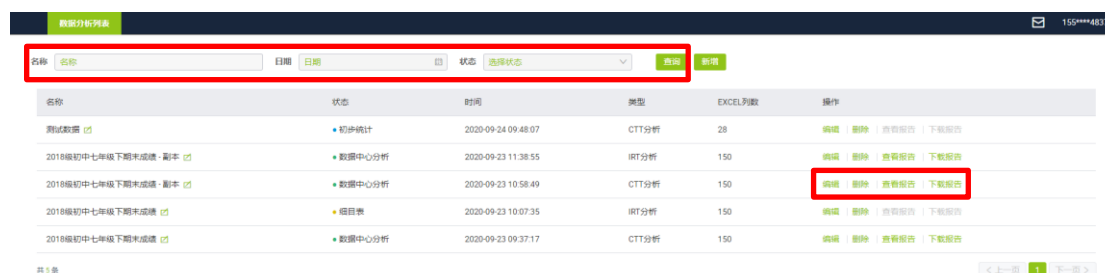 数据分析列表 155****483
名称 名称 日期 日期 状态 选择状态 查询 新增
名称 状态 时间 类型 EXCEL列数 操作
测试数据 初步统计 2020-09-24 09:48:07 CTT分析 28 编辑 删除 查看报告 下载报告
2018级初中七年级下期末成绩 - 副本 数据中心分析 2020-09-23 11:38:55 IRT分析 150 编辑 删除 查看报告 下载报告
2018级初中七年级下期末成绩 - 副本 数据中心分析 2020-09-23 10:58:49 CTT分析 150 编辑 删除 查看报告 下载报告
2018级初中七年级下期末成绩 细目表 2020-09-23 10:07:35 IRT分析 150 编辑 删除 查看报告 下载报告
2018级初中七年级下期末成绩 数据中心分析 2020-09-23 09:37:17 CTT分析 150 编辑 删除 查看报告 下载报告
共5条 <上一页 1 下一页>